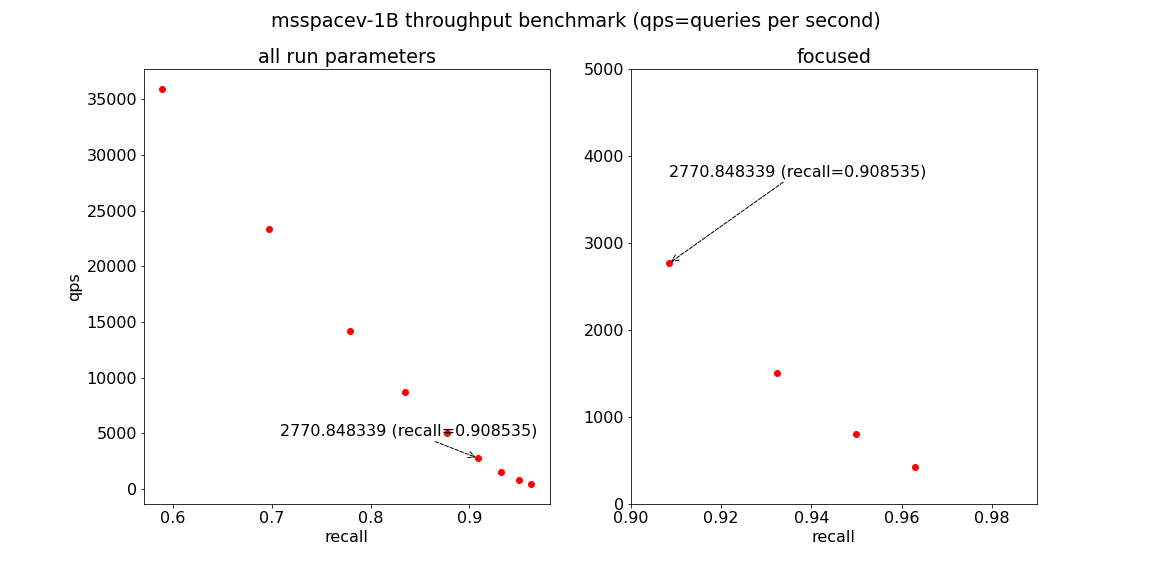 msspacev-1B throughput benchmark (qps=queries per second)
all run parameters
35000
30000
25000
20000
15000
10000
5000
0
qps
2770.848339 (recall=0.908535)
0.6
0.7
0.8
0.9
recall
focused
5000
4000
3000
2000
1000
0
2770.848339 (recall=0.908535)
0.90
0.92
0.94
0.96
0.98
recall